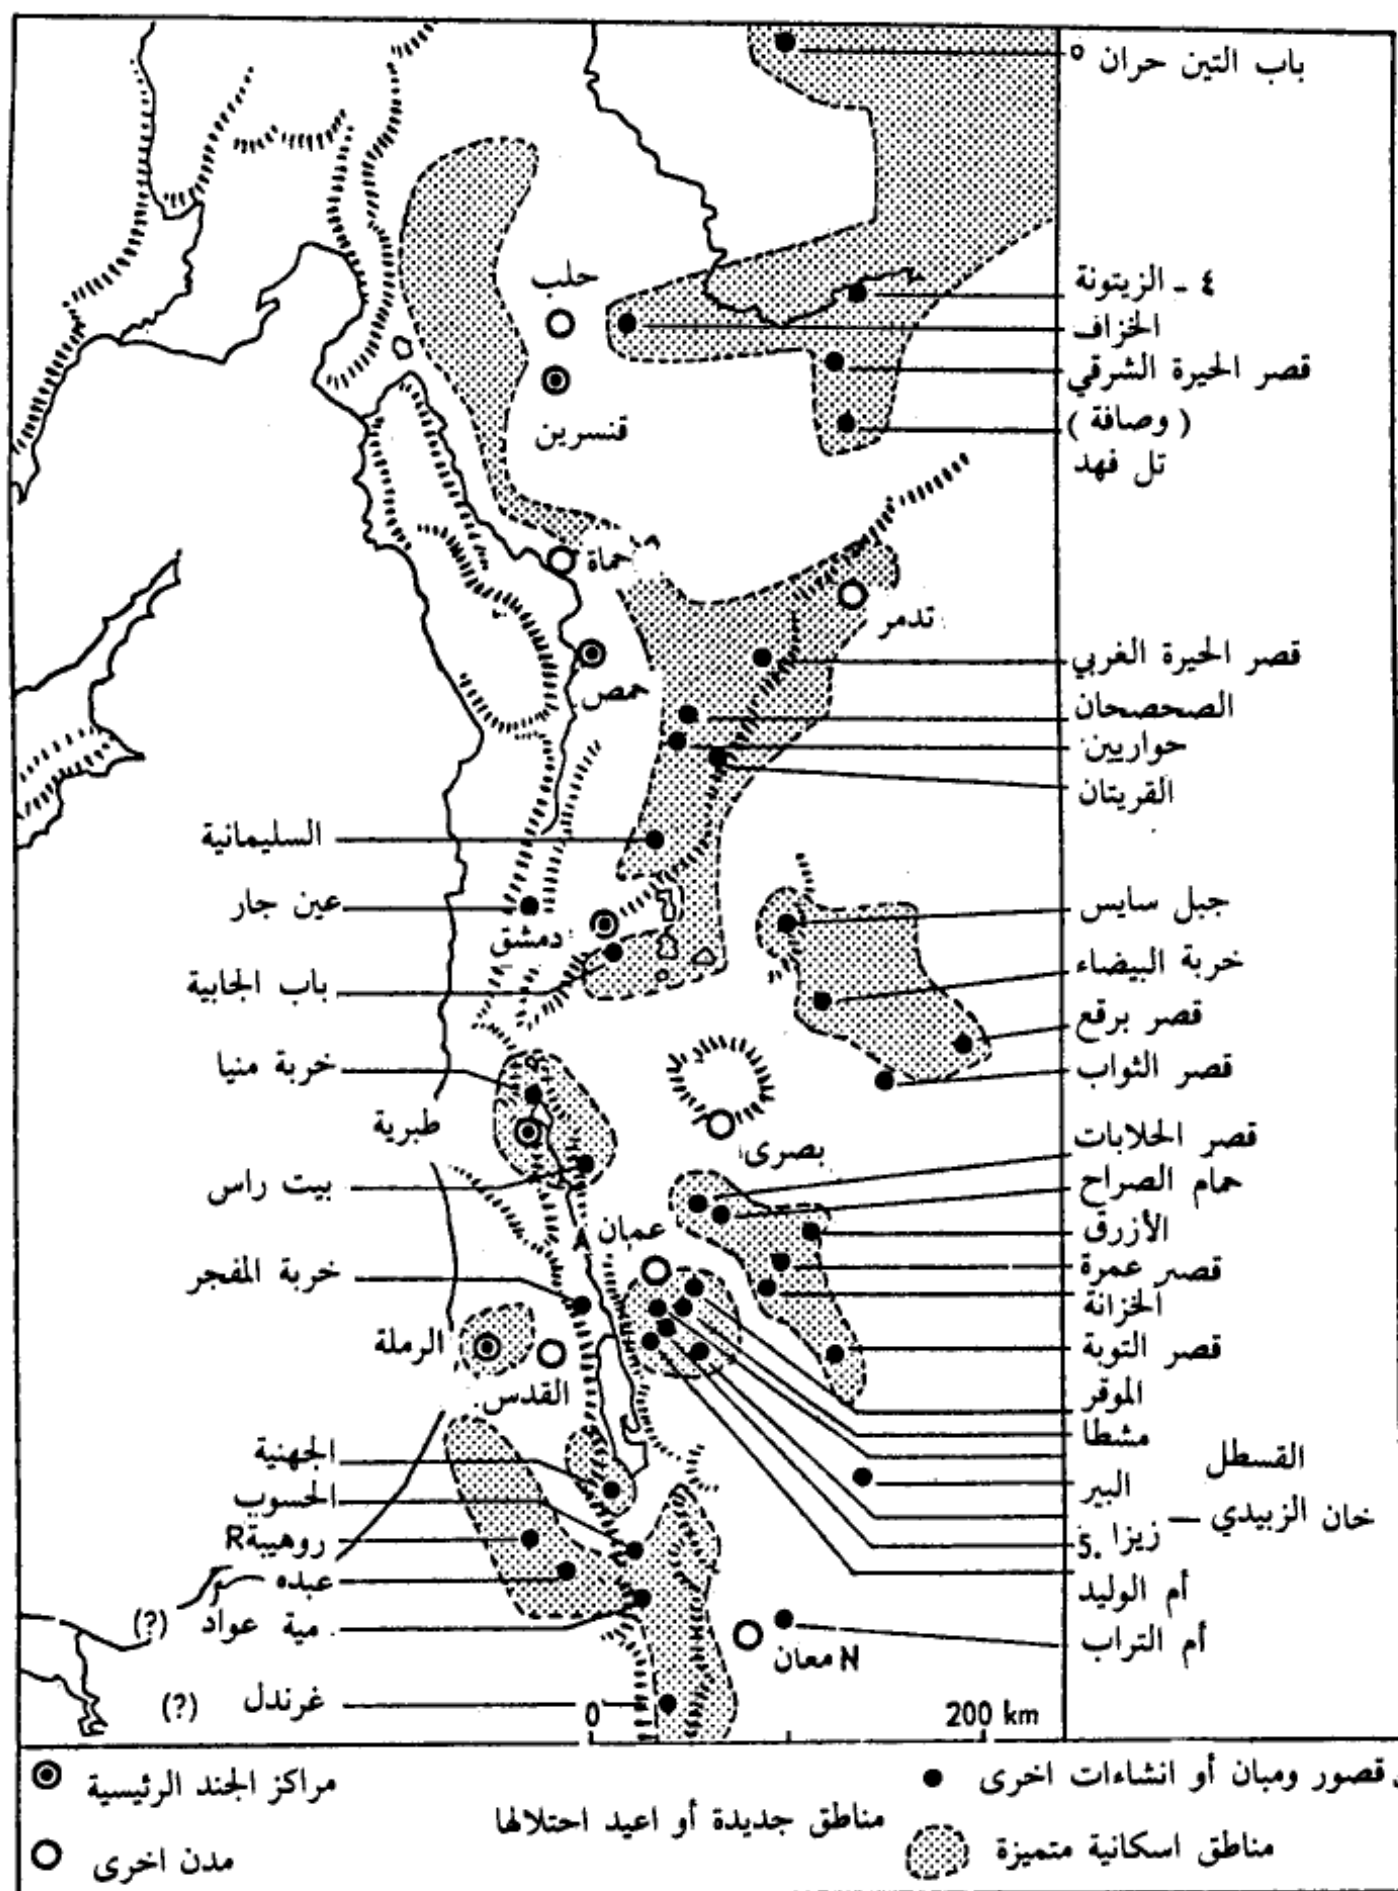 باب التين حران
حلب
٤ - الزيتونة
الخزاف
قصر الحيرة الشرقي
قنسرين
( وصافة )
تل فهد
حماة
تدمر
قصر الحيرة الغربي
حمص
الصحصحان
حواريين
القريتان
السليمانية
عين جار
جبل سايس
دمشق
باب الجابية
خربة البيضاء
قصر برقع
خربة منيا
قصر الثواب
طبرية
بصرى
قصر الحلابات
بيت راس
حمام الصراح
عمان
الأزرق
خربة المفجر
قصر عمرة
الخزانة
الرملة
قصر التوبة
القدس
الموقر
مشطا
الجهنية
القسطل
البير
الحسوب
خان الزبيدي — زيزا .5
روهيبة R
عبده
أم الوليد
مية عواد (?)
أم التراب
معان N
غرندل (?)
0 200 km
مراكز الجند الرئيسية
قصور ومبان أو انشاءات اخرى
مناطق جديدة أو اعيد احتلالها
مدن اخرى
مناطق اسكانية متميزة